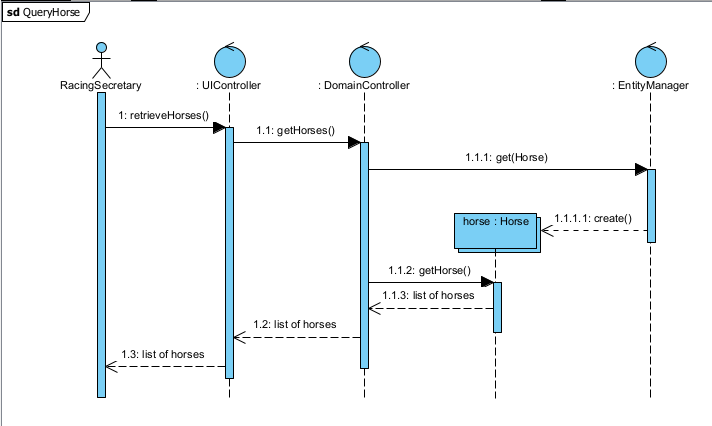 sd QueryHorse
RacingSecretary
: UIController
: DomainController
: EntityManager
1: retrieveHorses()
1.1: getHorses()
1.1.1: get(Horse)
horse : Horse
1.1.1.1: create()
1.1.2: getHorse()
1.1.3: list of horses
1.2: list of horses
1.3: list of horses